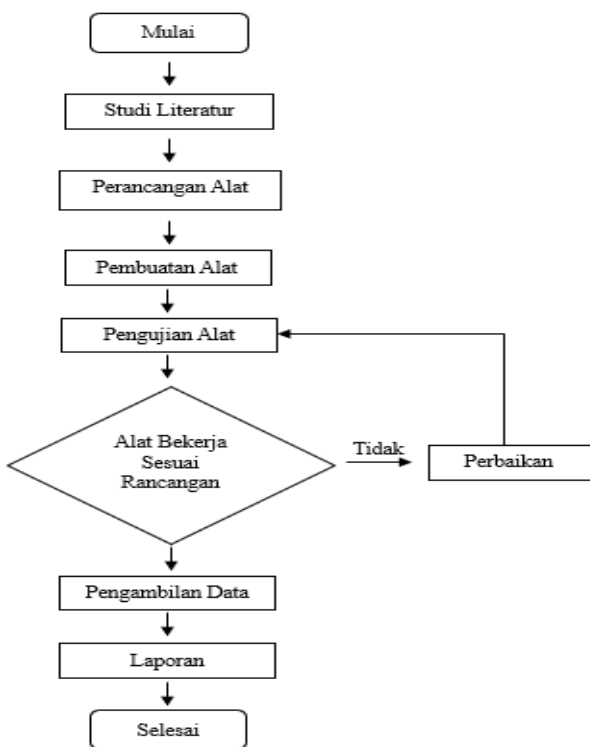 Mulai
Studi Literatur
Perancangan Alat
Pembuatan Alat
Pengujian Alat
Alat Bekerja
Sesuai
Rancangan
Tidak
Perbaikan
Pengambilan Data
Laporan
Selesai